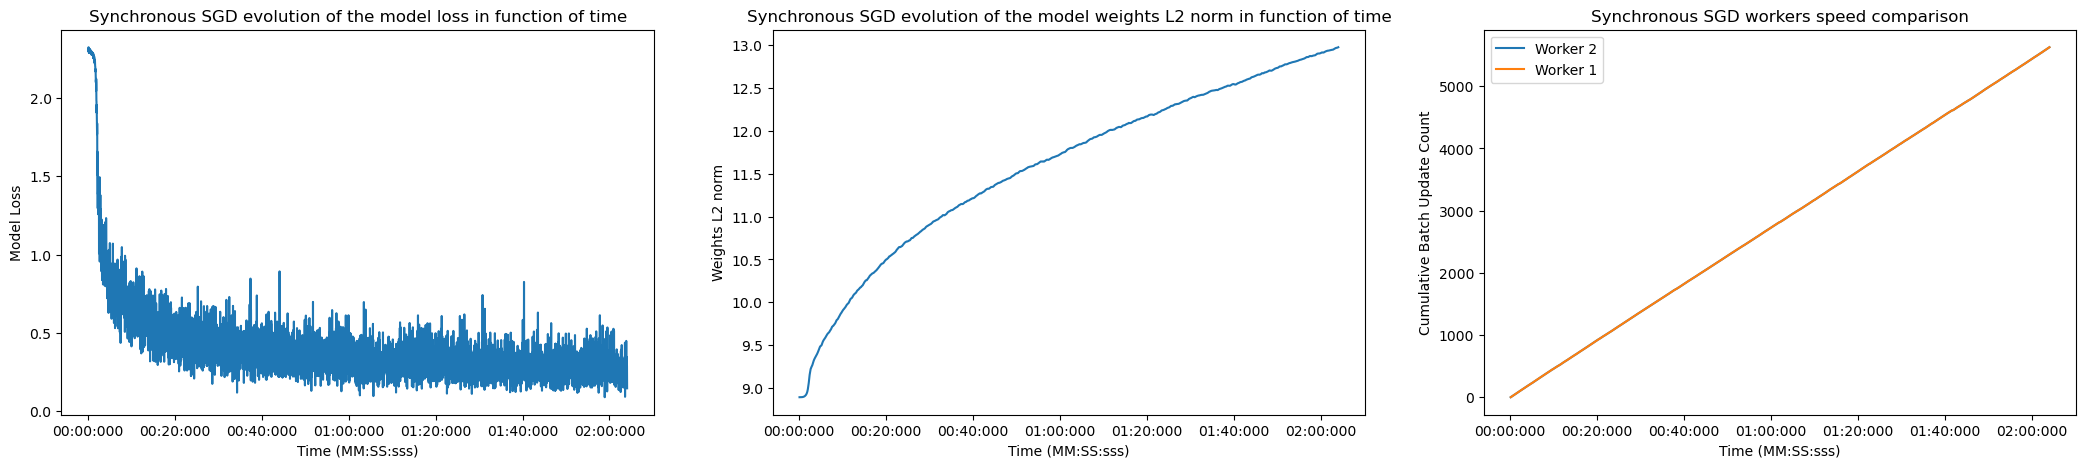 Synchronous SGD evolution of the model loss in function of time
Model Loss
2.0
1.5
1.0
0.5
0.0
00:00:000 00:20:000 00:40:000 01:00:000 01:20:000 01:40:000 02:00:000
Time (MM:SS:sss)
Synchronous SGD evolution of the model weights L2 norm in function of time
Weights L2 norm
13.0
12.5
12.0
11.5
11.0
10.5
10.0
9.5
9.0
00:00:000 00:20:000 00:40:000 01:00:000 01:20:000 01:40:000 02:00:000
Time (MM:SS:sss)
Synchronous SGD workers speed comparison
Worker 2
Worker 1
Cumulative Batch Update Count
5000
4000
3000
2000
1000
0
00:00:000 00:20:000 00:40:000 01:00:000 01:20:000 01:40:000 02:00:000
Time (MM:SS:sss)